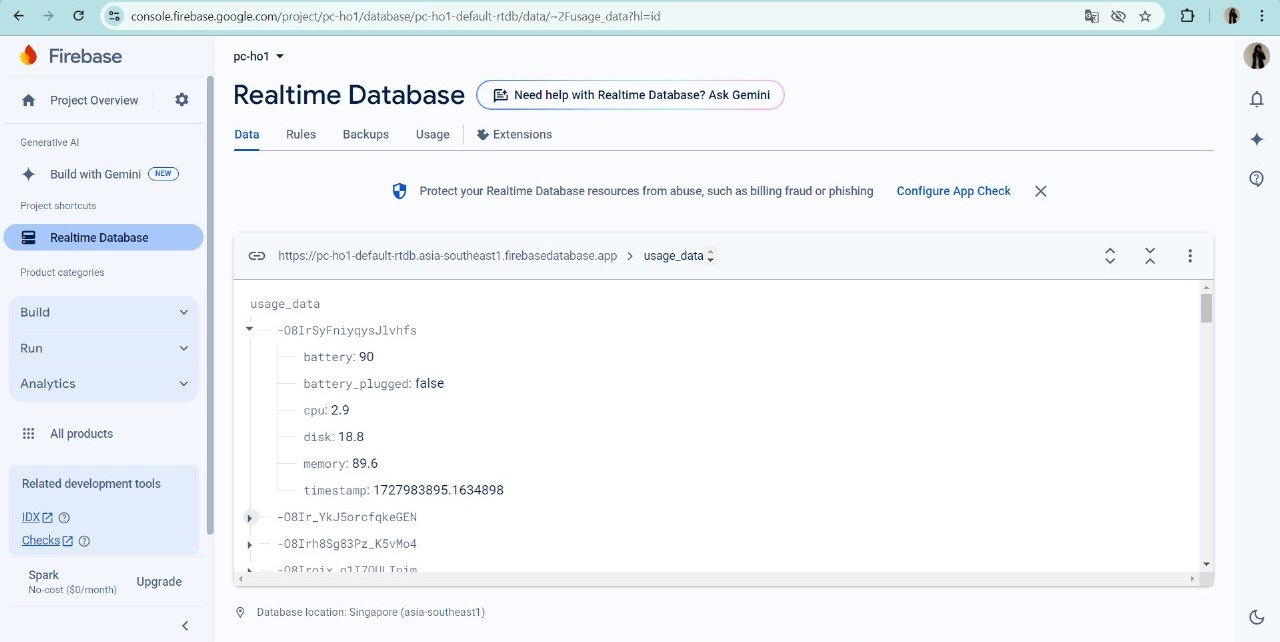 console.firebase.google.com/project/pc-ho1/database/pc-ho1-default-rtdb/data/~2Fusage_data?hl=id
Firebase
Project Overview
Generative AI
Build with Gemini NEW
Project shortcuts
Realtime Database
Product categories
Build
Run
Analytics
All products
Related development tools
IDX
Checks
Spark
No-cost ($0/month)
Upgrade
pc-ho1
Realtime Database
Need help with Realtime Database? Ask Gemini
Data Rules Backups Usage Extensions
Protect your Realtime Database resources from abuse, such as billing fraud or phishing Configure App Check
https://pc-ho1-default-rtdb.asia-southeast1.firebasedatabase.app > usage_data
usage_data
-O8IrSyFniyqysJlvhfs
battery: 90
battery_plugged: false
cpu: 2.9
disk: 18.8
memory: 89.6
timestamp: 1727983895.1634898
-O8Ir_YkJ5orcfqkeGEN
-O8Irh8Sg83Pz_K5vMo4
Database location: Singapore (asia-southeast1)